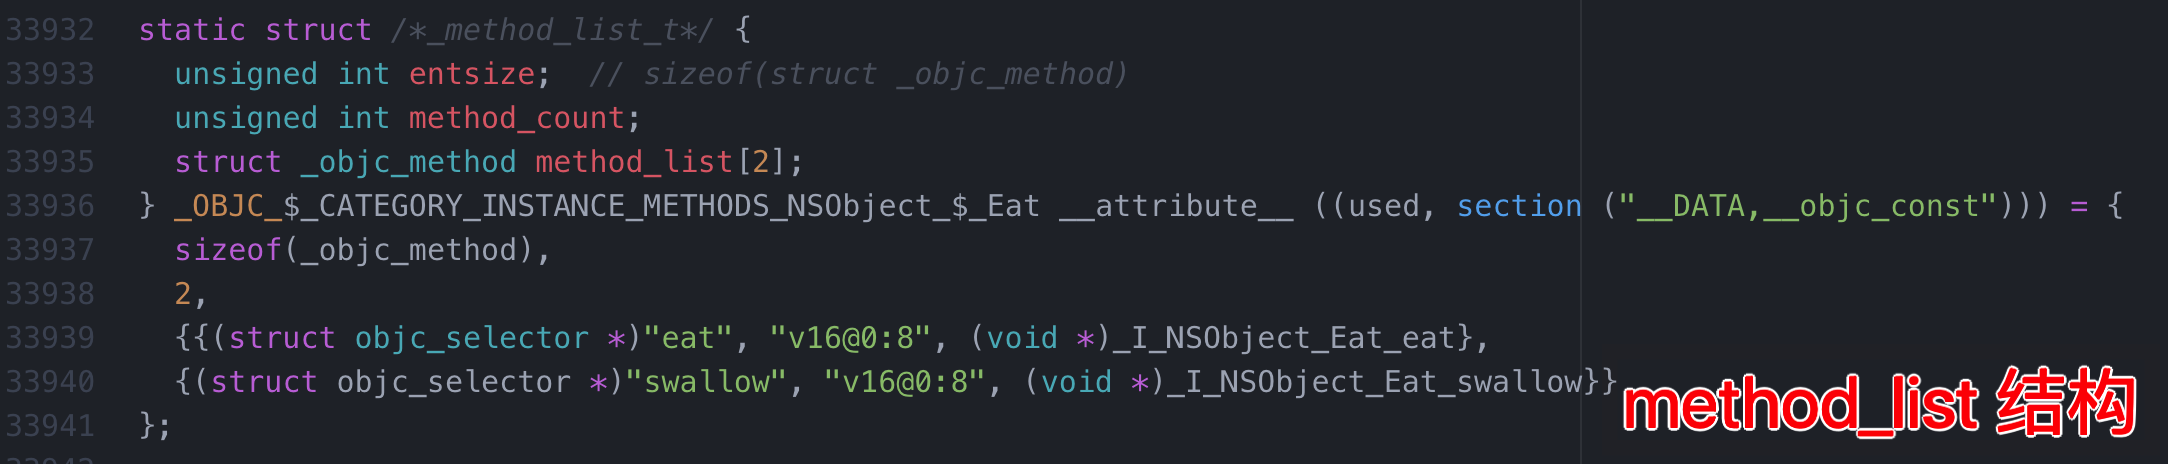 33932 static struct /*_method_list_t*/ {
33933 unsigned int entsize; // sizeof(struct _objc_method)
33934 unsigned int method_count;
33935 struct _objc_method method_list[2];
33936 } _OBJC_$_CATEGORY_INSTANCE_METHODS_NSObject_$_Eat __attribute__ ((used, section ("__DATA,__objc_const"))) = {
33937 sizeof(_objc_method),
33938 2,
33939 {{(struct objc_selector *)"eat", "v16@0:8", (void *)_I_NSObject_Eat_eat},
33940 {(struct objc_selector *)"swallow", "v16@0:8", (void *)_I_NSObject_Eat_swallow}}
33941 };
method_list 结构